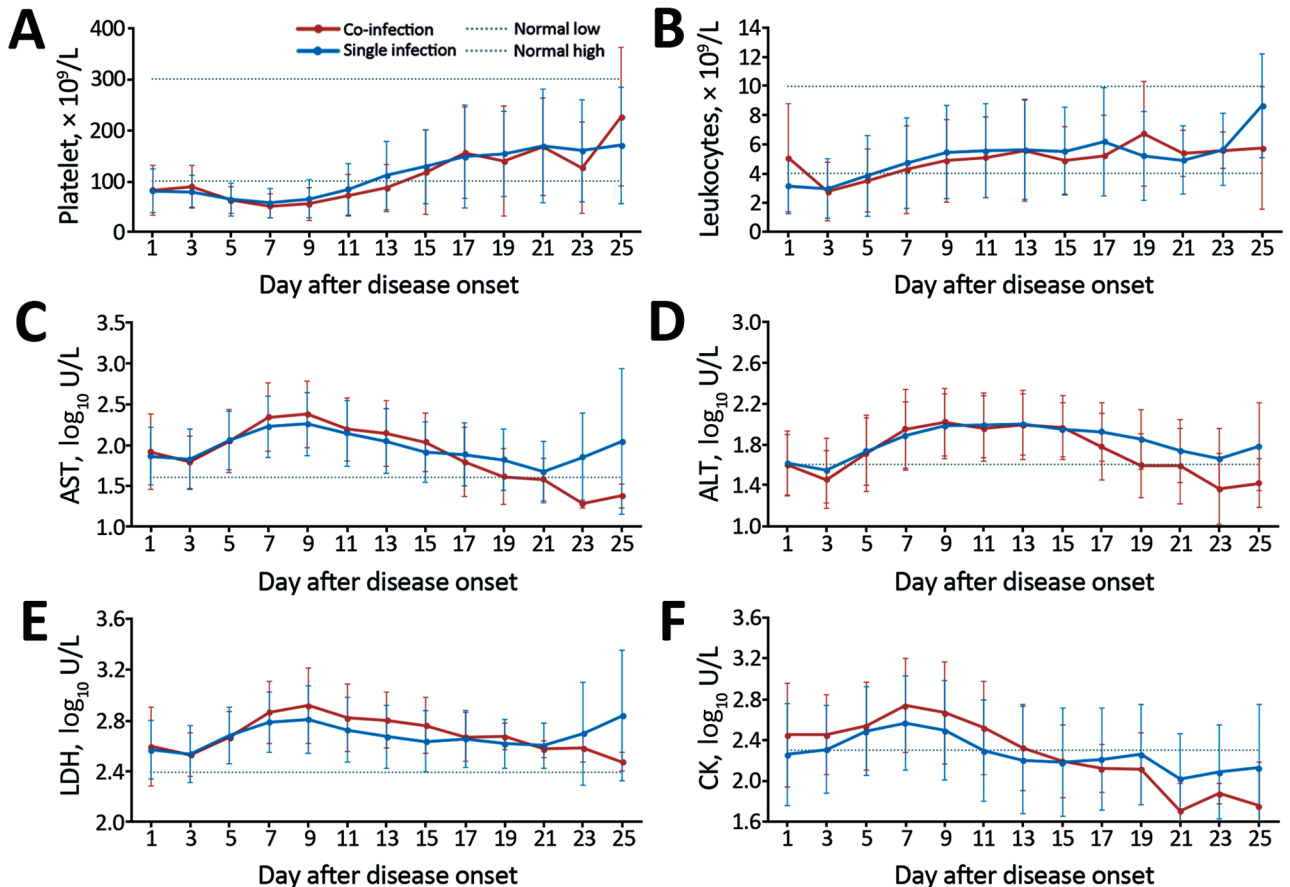 A
Platelet, × 10⁹/L
400
300
200
100
0
Co-infection
Single infection
Normal low
Normal high
1 3 5 7 9 11 13 15 17 19 21 23 25
Day after disease onset
B
Leukocytes, × 10⁹/L
14
12
10
8
6
4
2
0
1 3 5 7 9 11 13 15 17 19 21 23 25
Day after disease onset
C
AST, log₁₀ U/L
3.5
3.0
2.5
2.0
1.5
1.0
1 3 5 7 9 11 13 15 17 19 21 23 25
Day after disease onset
D
ALT, log₁₀ U/L
3.0
2.6
2.2
1.8
1.4
1.0
1 3 5 7 9 11 13 15 17 19 21 23 25
Day after disease onset
E
LDH, log₁₀ U/L
3.6
3.2
2.8
2.4
2.0
1 3 5 7 9 11 13 15 17 19 21 23 25
Day after disease onset
F
CK, log₁₀ U/L
3.6
3.2
2.8
2.4
2.0
1.6
1 3 5 7 9 11 13 15 17 19 21 23 25
Day after disease onset